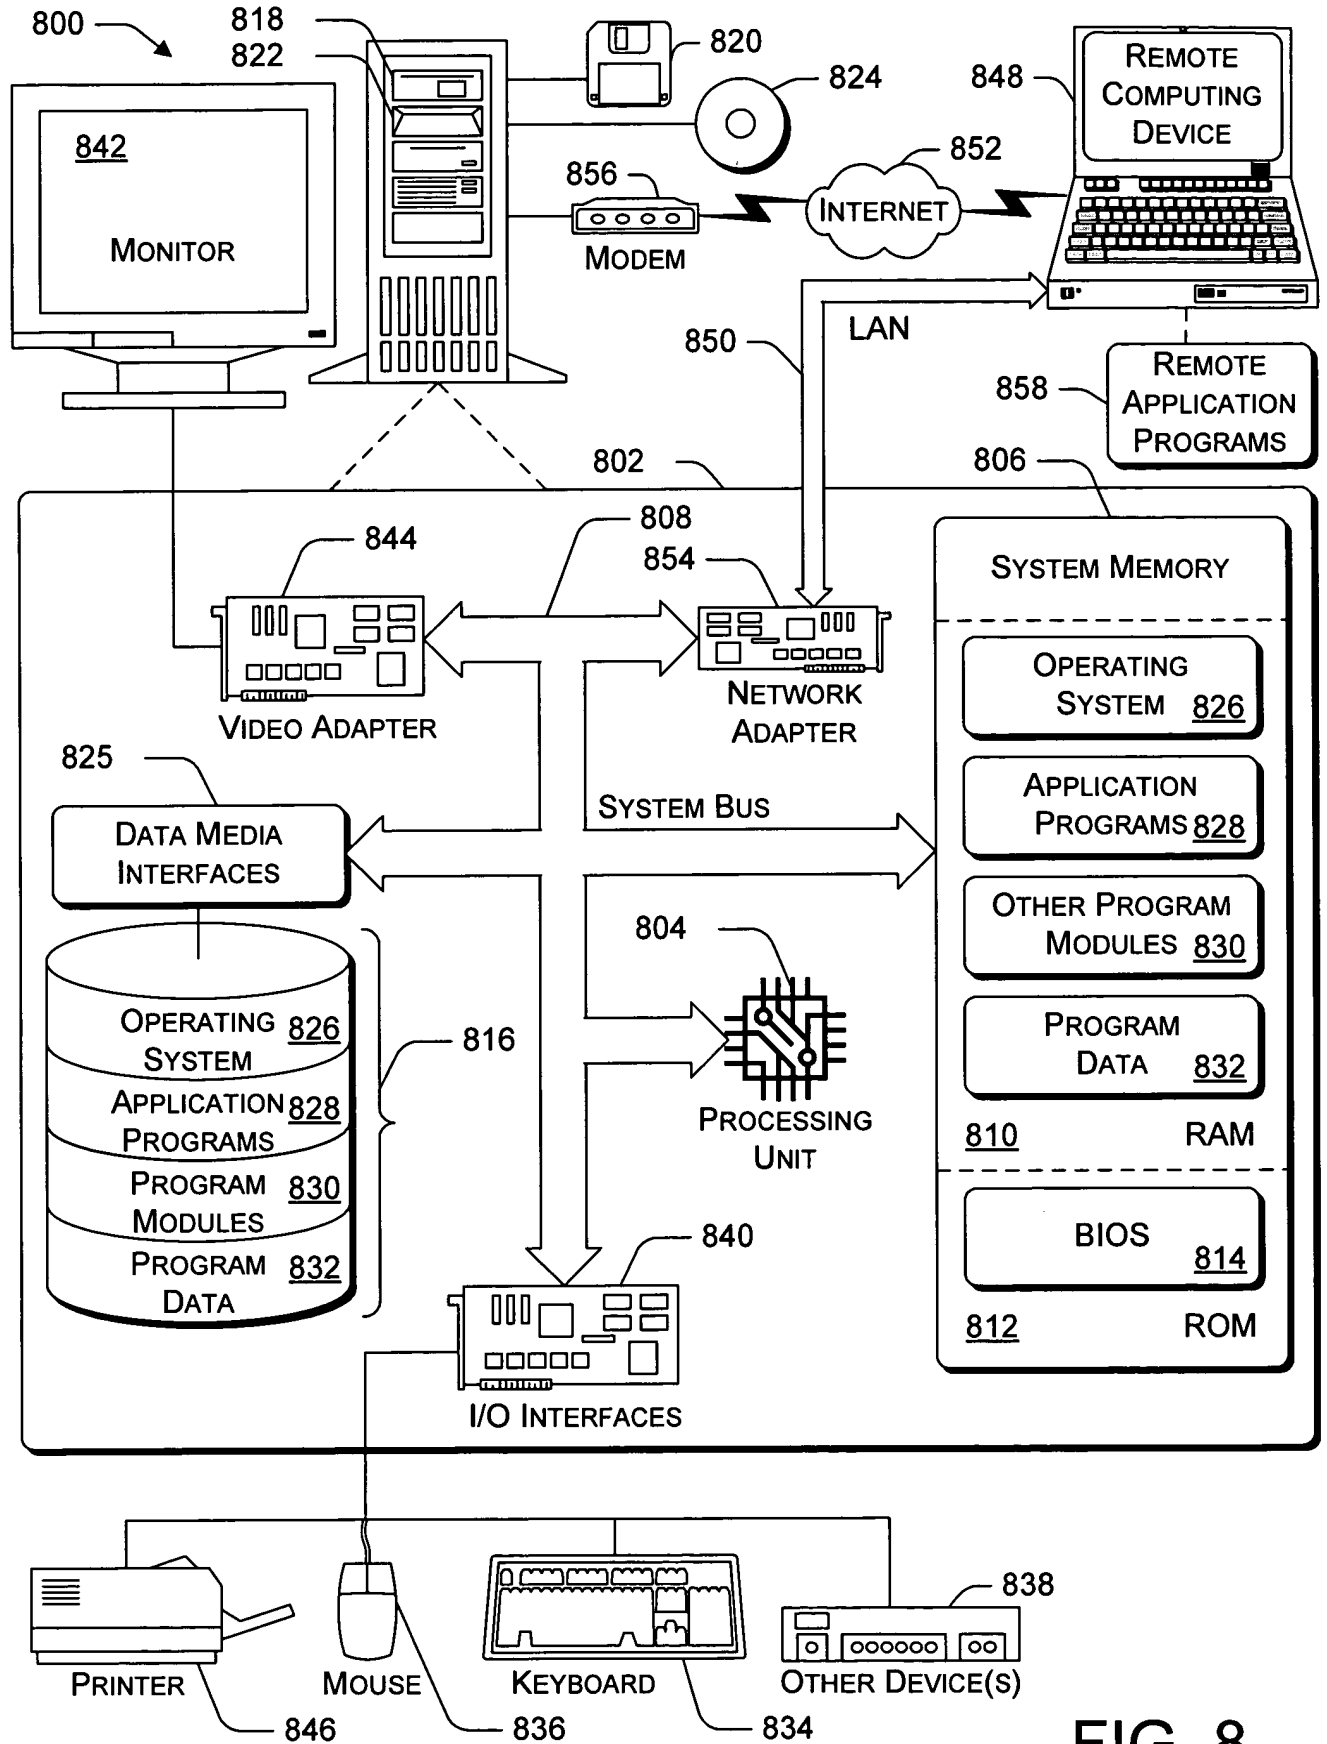 800
818
822
820
824
848
REMOTE
COMPUTING
DEVICE
842
MONITOR
856
MODEM
852
INTERNET
LAN
850
858
REMOTE
APPLICATION
PROGRAMS
802
806
808
844
854
VIDEO ADAPTER
NETWORK
ADAPTER
SYSTEM MEMORY
OPERATING
SYSTEM 826
APPLICATION
PROGRAMS 828
OTHER PROGRAM
MODULES 830
PROGRAM
DATA 832
810 RAM
BIOS
814
812 ROM
825
DATA MEDIA
INTERFACES
SYSTEM BUS
804
PROCESSING
UNIT
OPERATING
SYSTEM 826
APPLICATION
PROGRAMS 828
PROGRAM
MODULES 830
PROGRAM
DATA 832
816
840
I/O INTERFACES
PRINTER
846
MOUSE
836
KEYBOARD
834
838
OTHER DEVICE(S)
FIG. 8